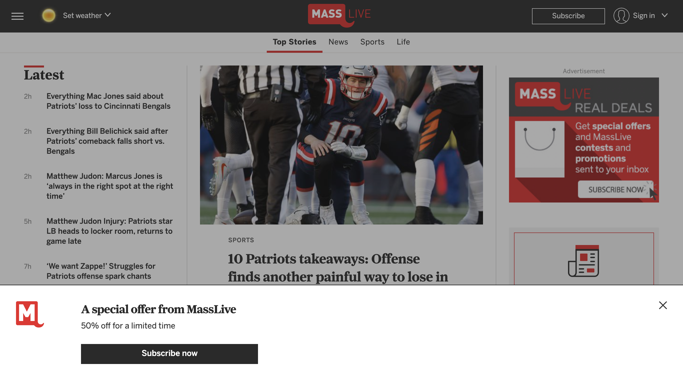 Set weather
MASS LIVE
Subscribe
Sign in
Top Stories
News
Sports
Life
Latest
2h
Everything Mac Jones said about
Patriots' loss to Cincinnati Bengals
2h
Everything Bill Belichick said after
Patriots' comeback falls short vs.
Bengals
2h
Matthew Judon: Marcus Jones is
'always in the right spot at the right
time'
5h
Matthew Judon Injury: Patriots star
LB heads to locker room, returns to
game late
7h
'We want Zappe!' Struggles for
Patriots offense spark chants
10
SPORTS
10 Patriots takeaways: Offense
finds another painful way to lose in
Advertisement
MASS LIVE
REAL DEALS
Get special offers
and MassLive
contests and
promotions
sent to your inbox
SUBSCRIBE NOW
M
A special offer from MassLive
50% off for a limited time
Subscribe now